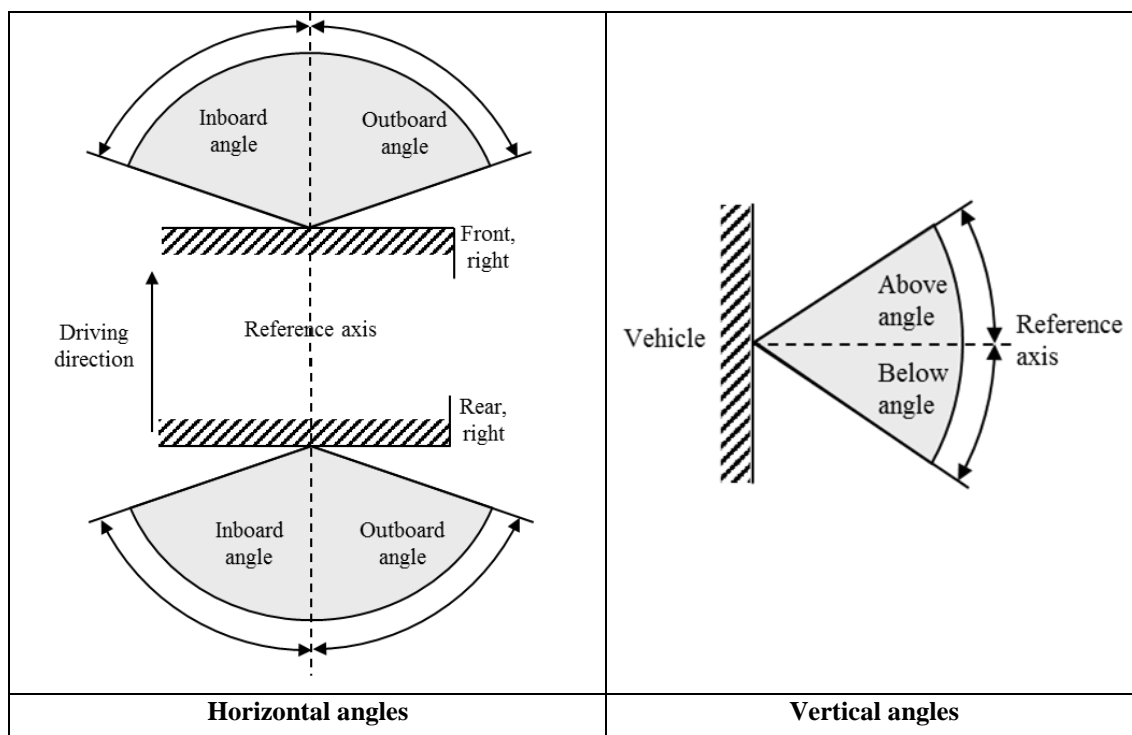 Inboard
angle
Outboard
angle
Front,
right
Driving
direction
Reference axis
Rear,
right
Inboard
angle
Outboard
angle
Horizontal angles
Vehicle
Above
angle
Below
angle
Reference
axis
Vertical angles